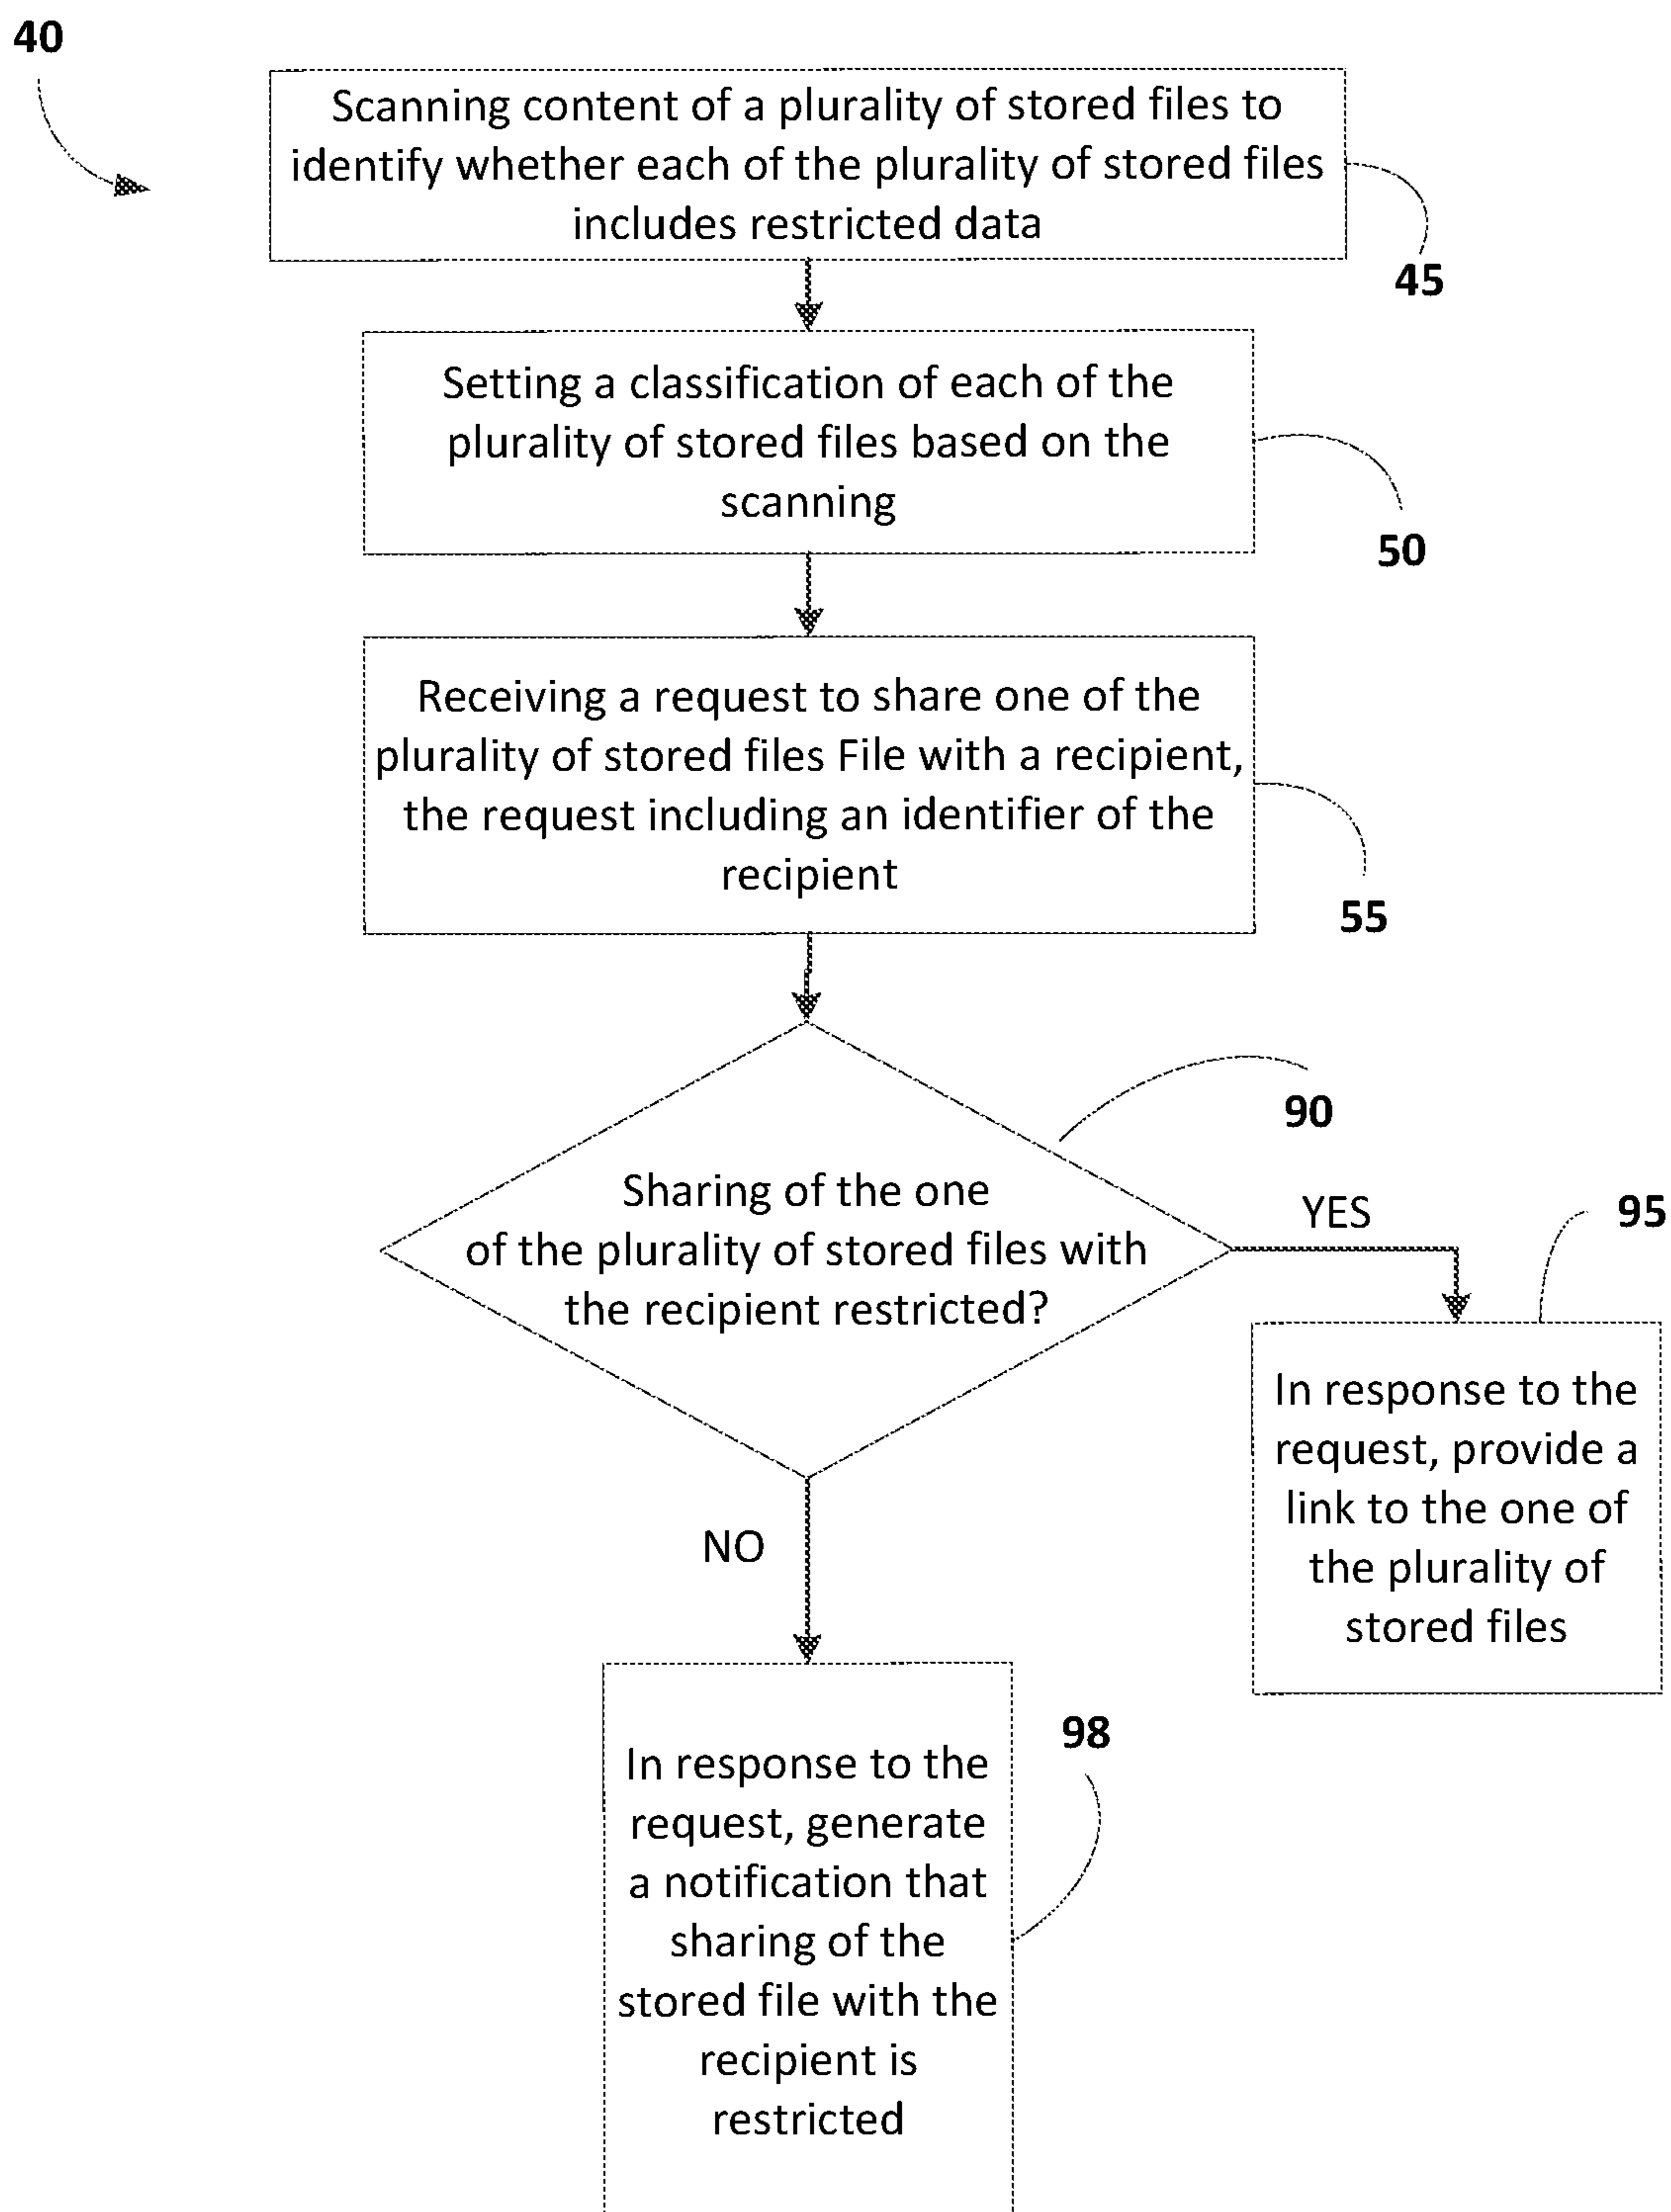 40
Scanning content of a plurality of stored files to
identify whether each of the plurality of stored files
includes restricted data
45
Setting a classification of each of the
plurality of stored files based on the
scanning
50
Receiving a request to share one of the
plurality of stored files File with a recipient,
the request including an identifier of the
recipient
55
90
Sharing of the one
of the plurality of stored files with
the recipient restricted?
YES
95
In response to the
request, provide a
link to the one of
the plurality of
stored files
NO
98
In response to the
request, generate
a notification that
sharing of the
stored file with the
recipient is
restricted